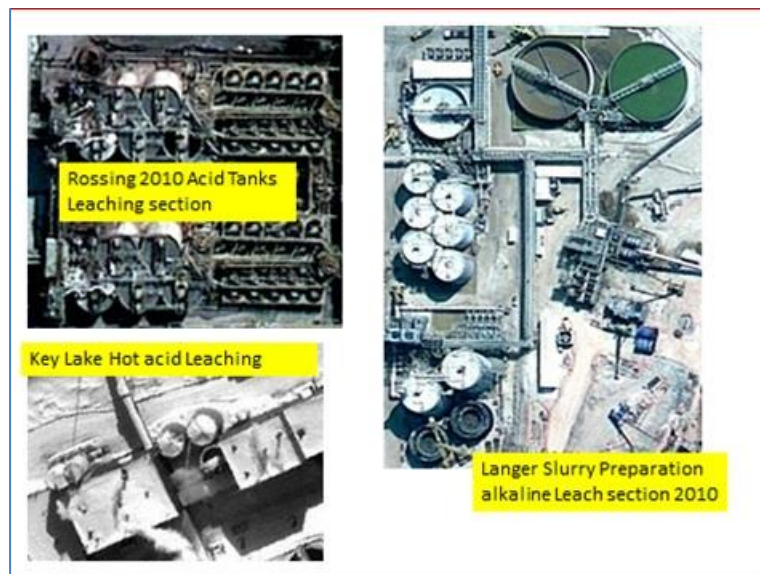 Rossing 2010 Acid Tanks
Leaching section
Key Lake Hot acid Leaching
Langer Slurry Preparation
alkaline Leach section 2010